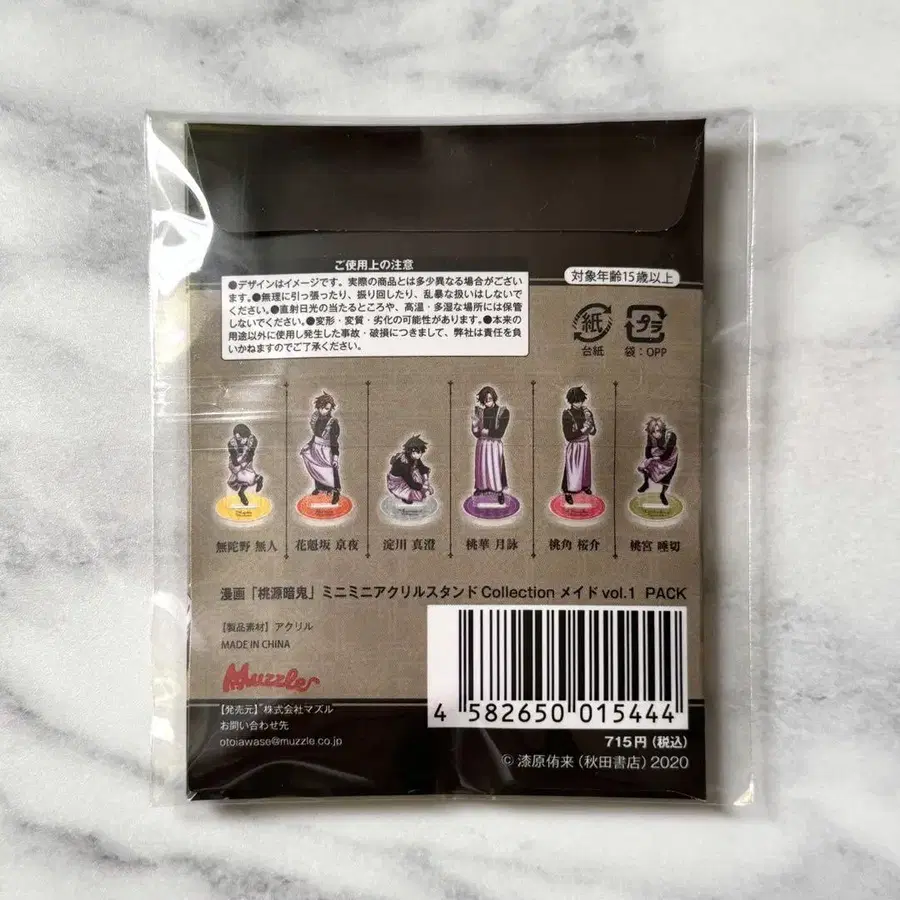 ご使用上の注意
●デザインはイメージです。実際の商品とは多少異なる場合がござい
ます。●無理に引っ張ったり、振り回したり、乱暴な扱いはしないで
ください。●直射日光の当たるところや、高温・多湿な場所には保管
しないでください。●変形・変質・劣化の可能性があります。●本来の
用途以外に使用し発生した事故・破損につきまして、弊社は責任を負
いかねますのでご了承ください。
対象年齢15歳以上
紙
台紙
プラ
袋：OPP
無陀野 無人
花魁坂 京夜
淀川 真澄
桃華 月詠
桃角 桜介
桃宮 唾切
漫画「桃源暗鬼」ミニミニアクリルスタンド Collection メイド vol.1 PACK
【製品素材】アクリル
MADE IN CHINA
Muzzle
【発売元】株式会社マズル
お問い合わせ先
otoiawase@muzzle.co.jp
4 582650 015444
715円（税込）
© 漆原侑来（秋田書店）2020